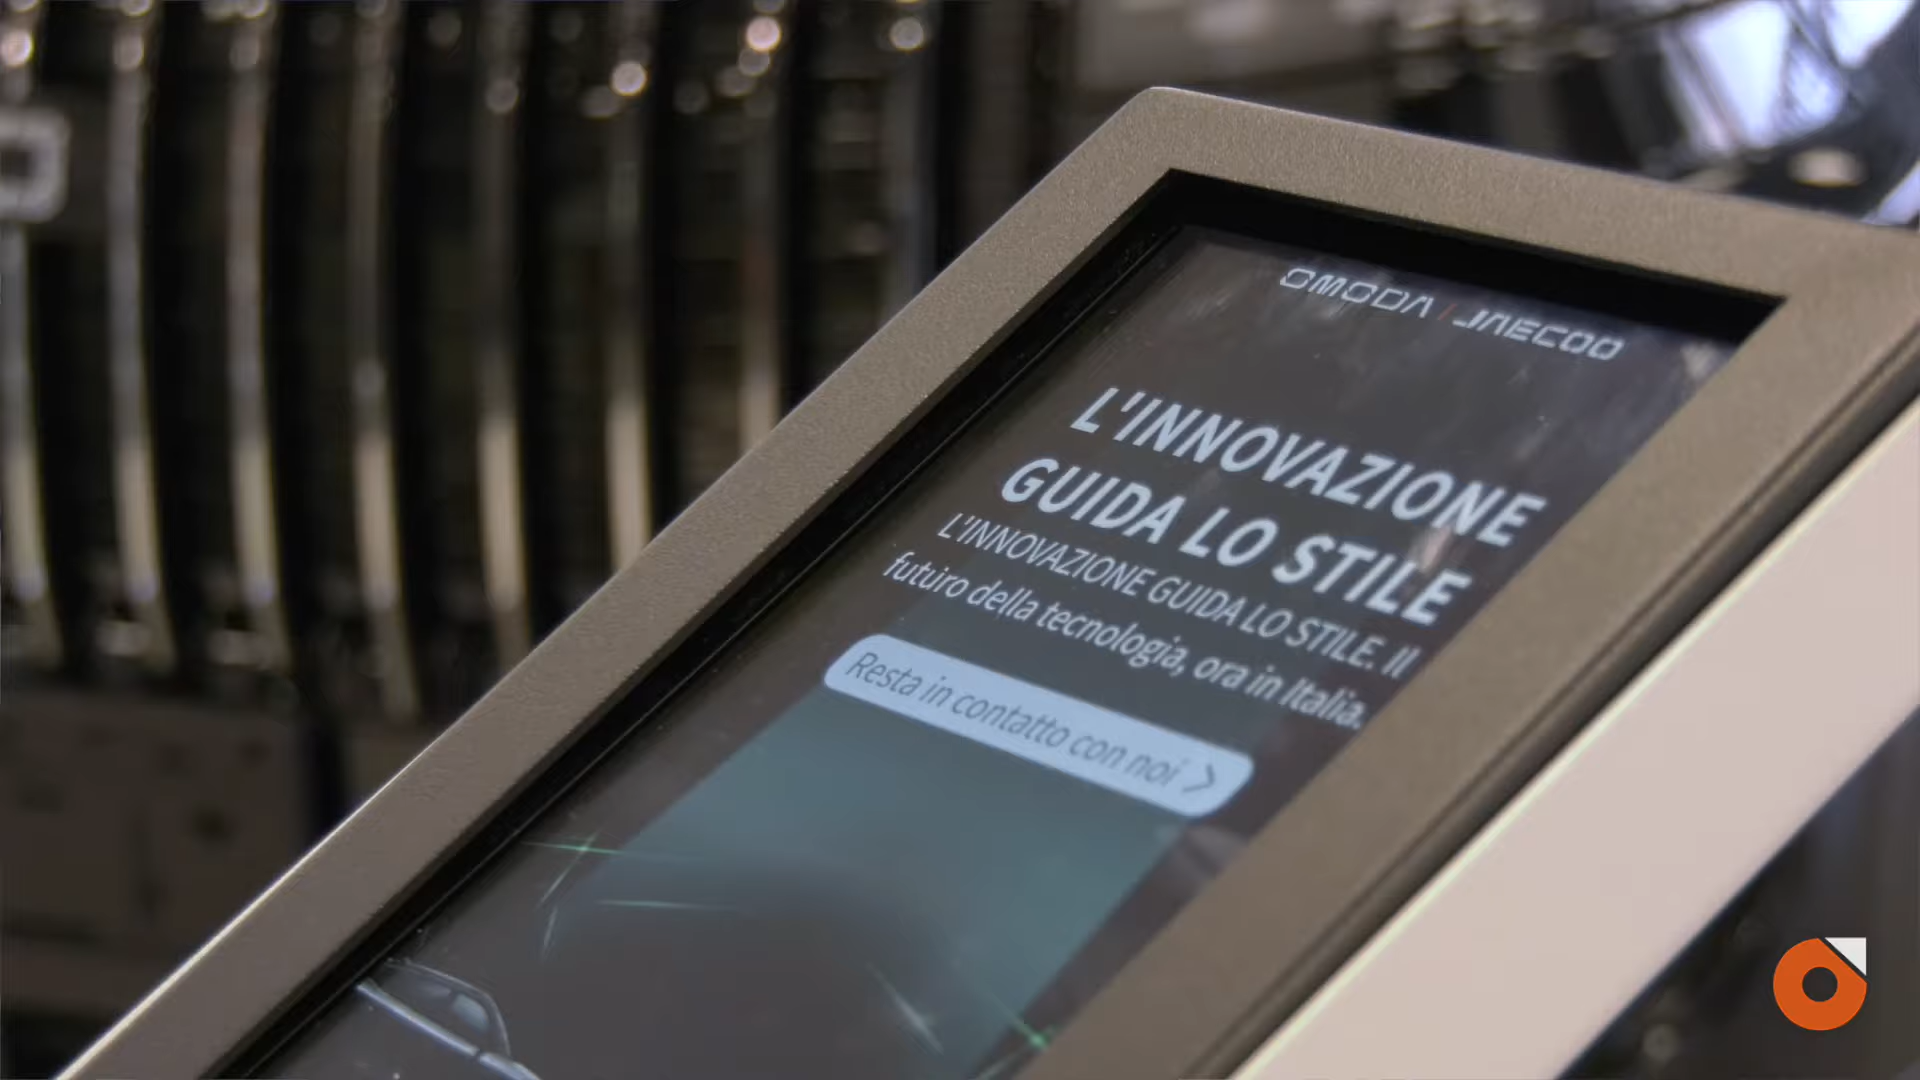 OMODA | JAECOO
L'INNOVAZIONE
GUIDA LO STILE
L'INNOVAZIONE GUIDA LO STILE. Il
futuro della tecnologia, ora in Italia.
Resta in contatto con noi >